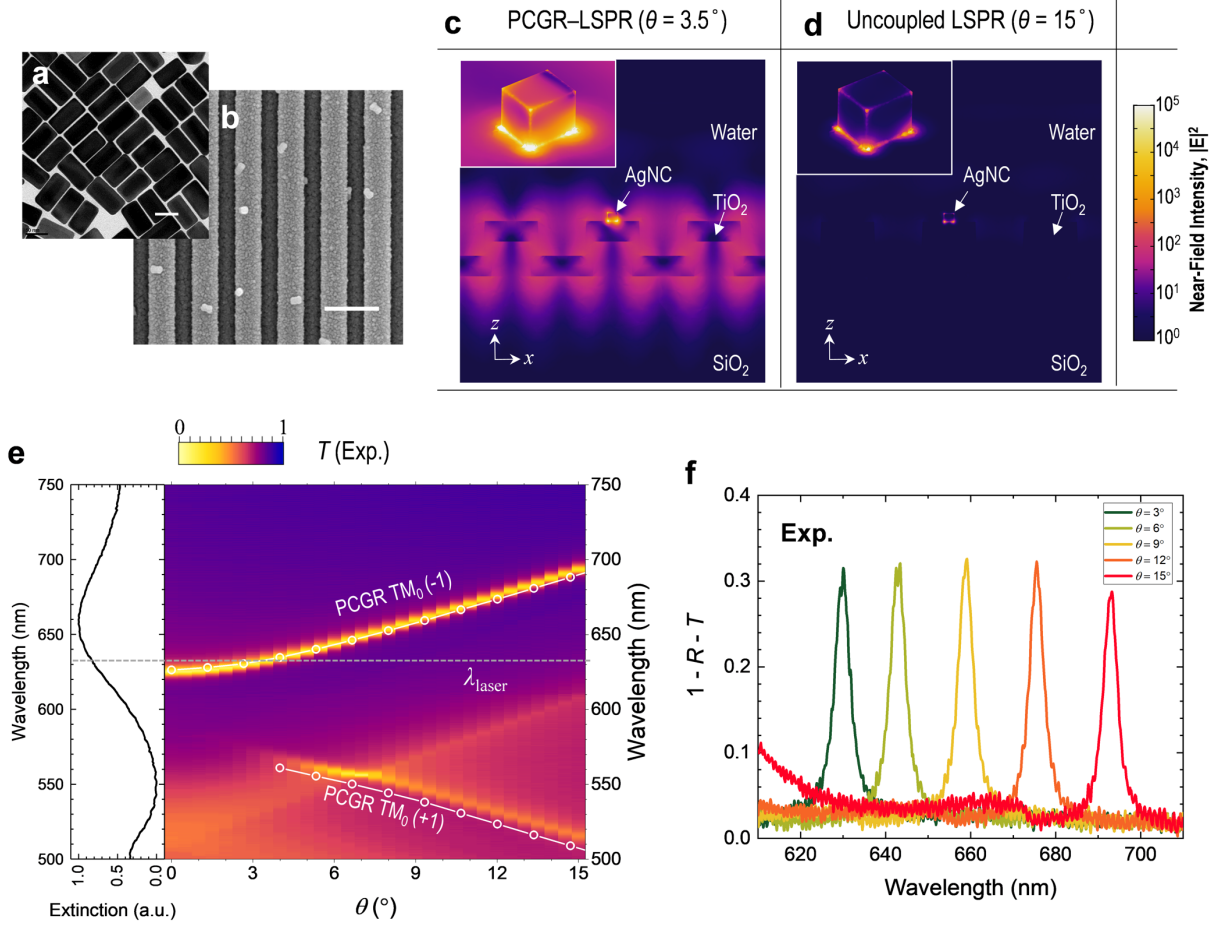 c PCGR–LSPR (θ = 3.5°)
d Uncoupled LSPR (θ = 15°)
a
b
Water
AgNC
TiO2
z
x
SiO2
Water
AgNC
TiO2
z
x
SiO2
10^5
10^4
10^3
10^2
10^1
10^0
Near-Field Intensity, |E|²
e
0 1
T (Exp.)
750
700
650
600
550
500
Wavelength (nm)
1.0 0.5 0.0
Extinction (a.u.)
PCGR TM0 (-1)
λlaser
PCGR TM0 (+1)
0 3 6 9 12 15
θ (°)
750
700
650
600
550
500
Wavelength (nm)
f
Exp.
θ = 3°
θ = 6°
θ = 9°
θ = 12°
θ = 15°
0.4
0.3
0.2
0.1
0.0
1 - R - T
620 640 660 680 700
Wavelength (nm)